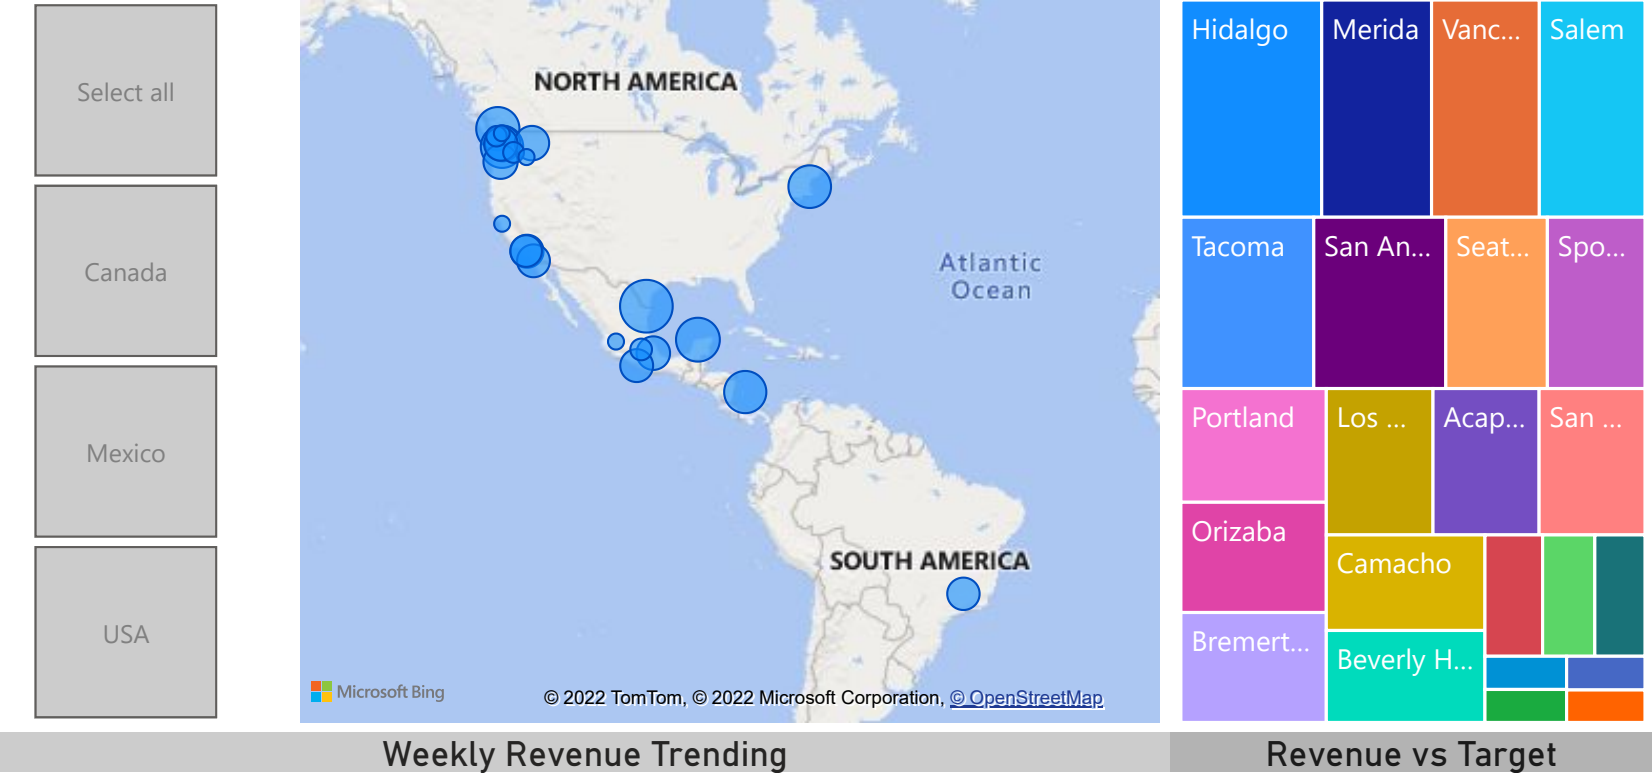 Select all
Canada
Mexico
USA
NORTH AMERICA
Atlantic
Ocean
SOUTH AMERICA
Microsoft Bing
© 2022 TomTom, © 2022 Microsoft Corporation, © OpenStreetMap
Hidalgo
Merida
Vanc...
Salem
Tacoma
San An...
Seat...
Spo...
Portland
Los ...
Acap...
San ...
Orizaba
Camacho
Bremert...
Beverly H...
Weekly Revenue Trending
Revenue vs Target